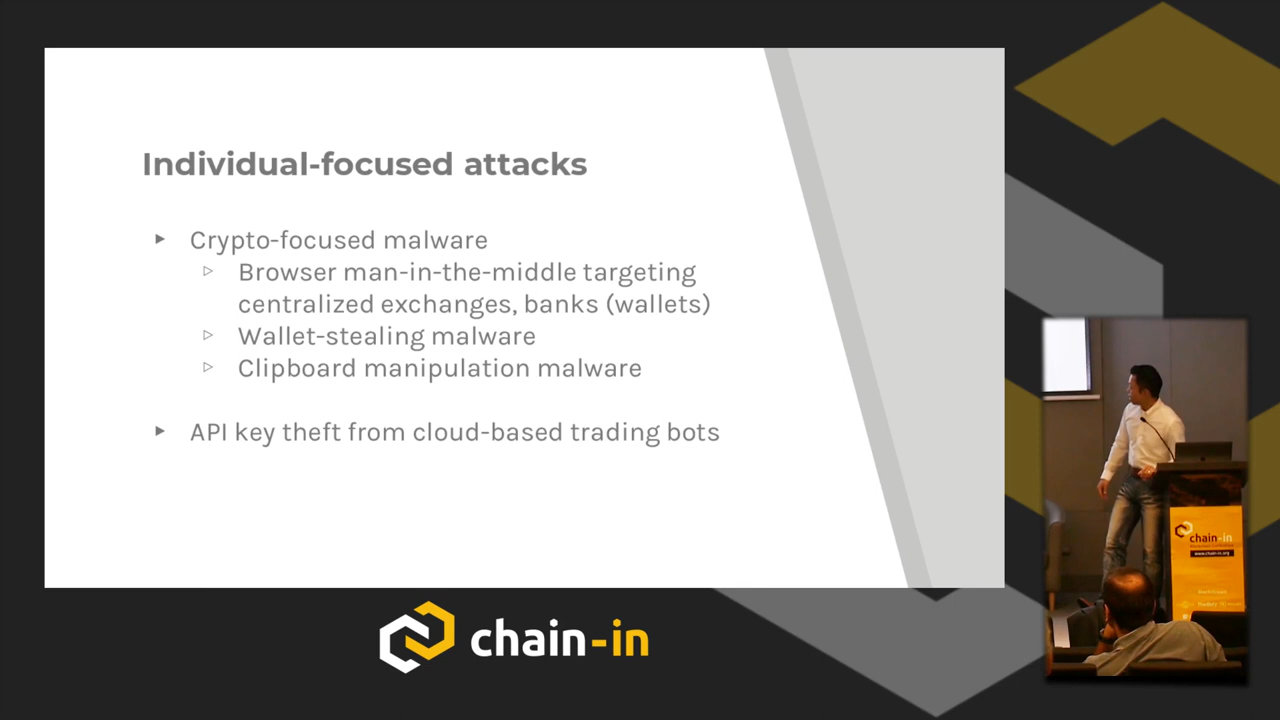 Individual-focused attacks
▸ Crypto-focused malware
▹ Browser man-in-the-middle targeting
centralized exchanges, banks (wallets)
▹ Wallet-stealing malware
▹ Clipboard manipulation malware
▸ API key theft from cloud-based trading bots
chain-in
chain-in
www.chain-in.org